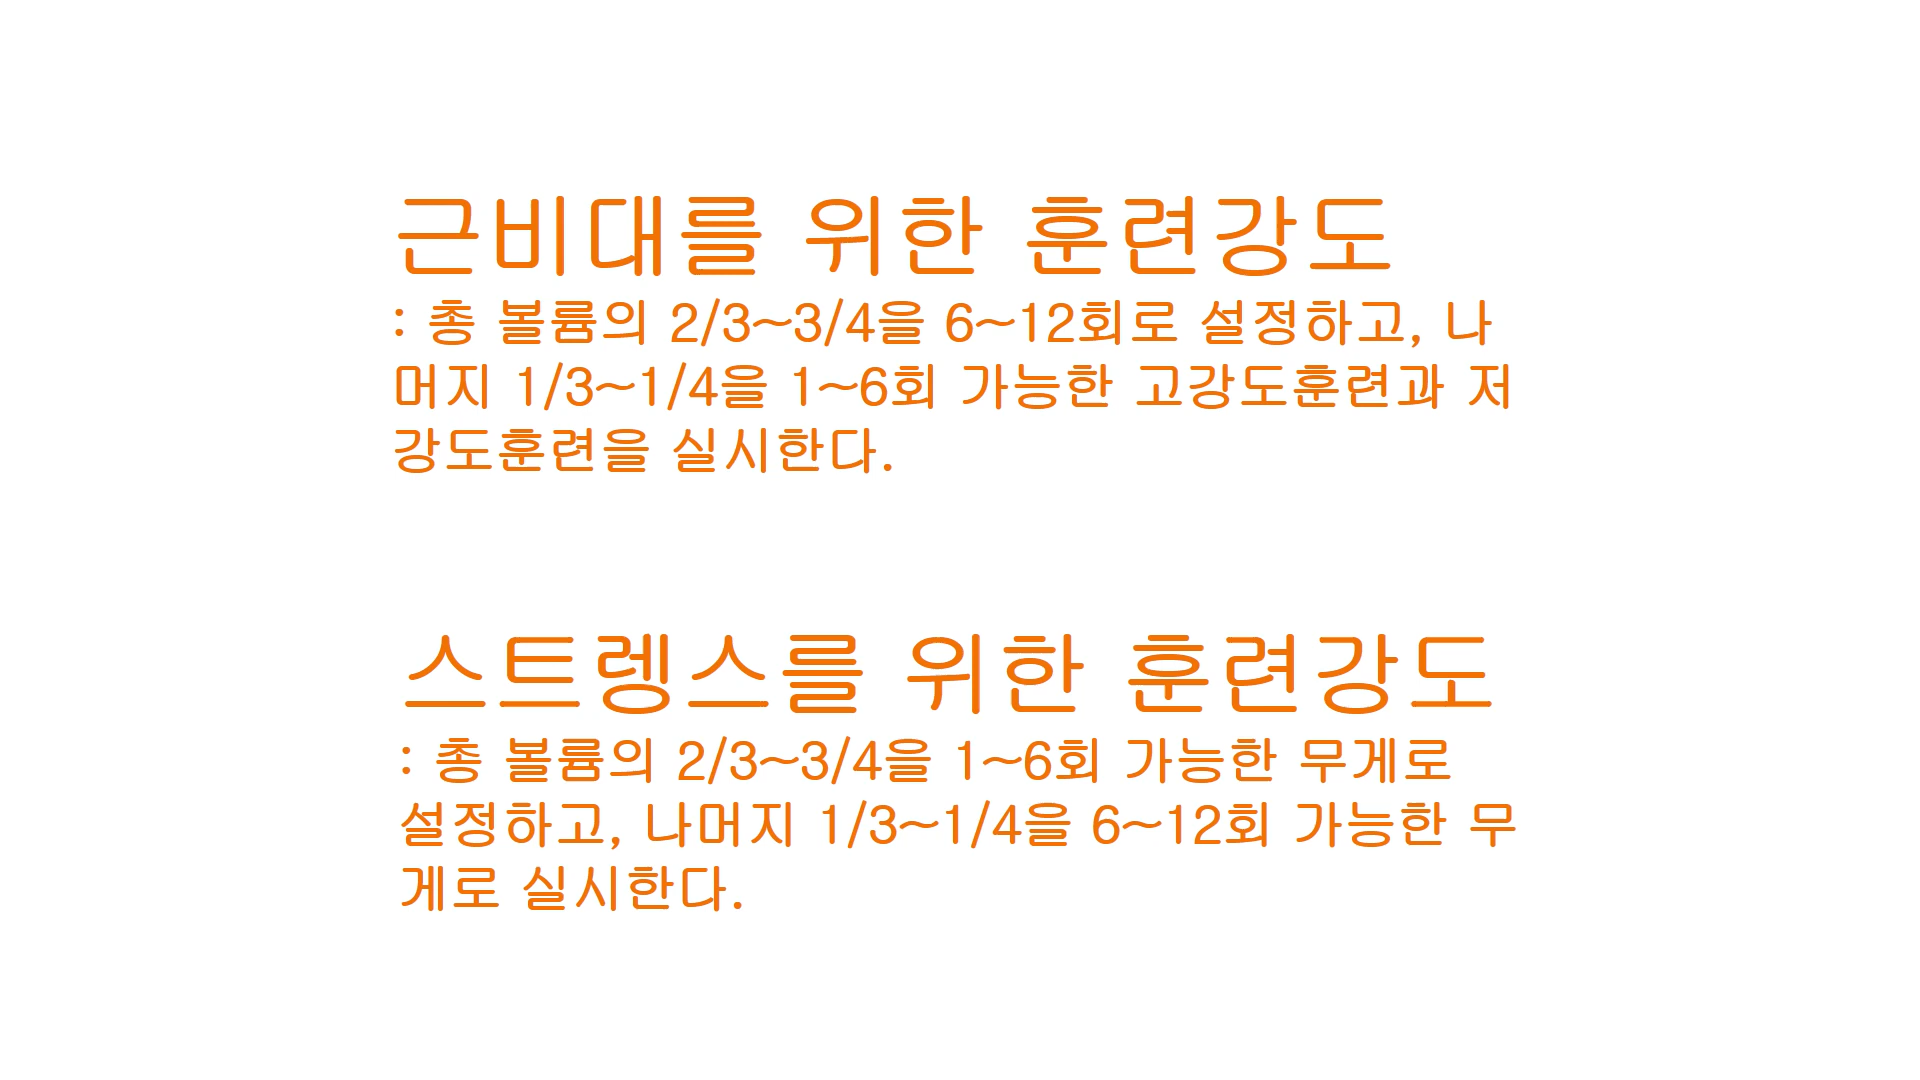 근비대를 위한 훈련강도
: 총 볼륨의 2/3~3/4을 6~12회로 설정하고, 나
머지 1/3~1/4을 1~6회 가능한 고강도훈련과 저
강도훈련을 실시한다.
스트렝스를 위한 훈련강도
: 총 볼륨의 2/3~3/4을 1~6회 가능한 무게로
설정하고, 나머지 1/3~1/4을 6~12회 가능한 무
게로 실시한다.